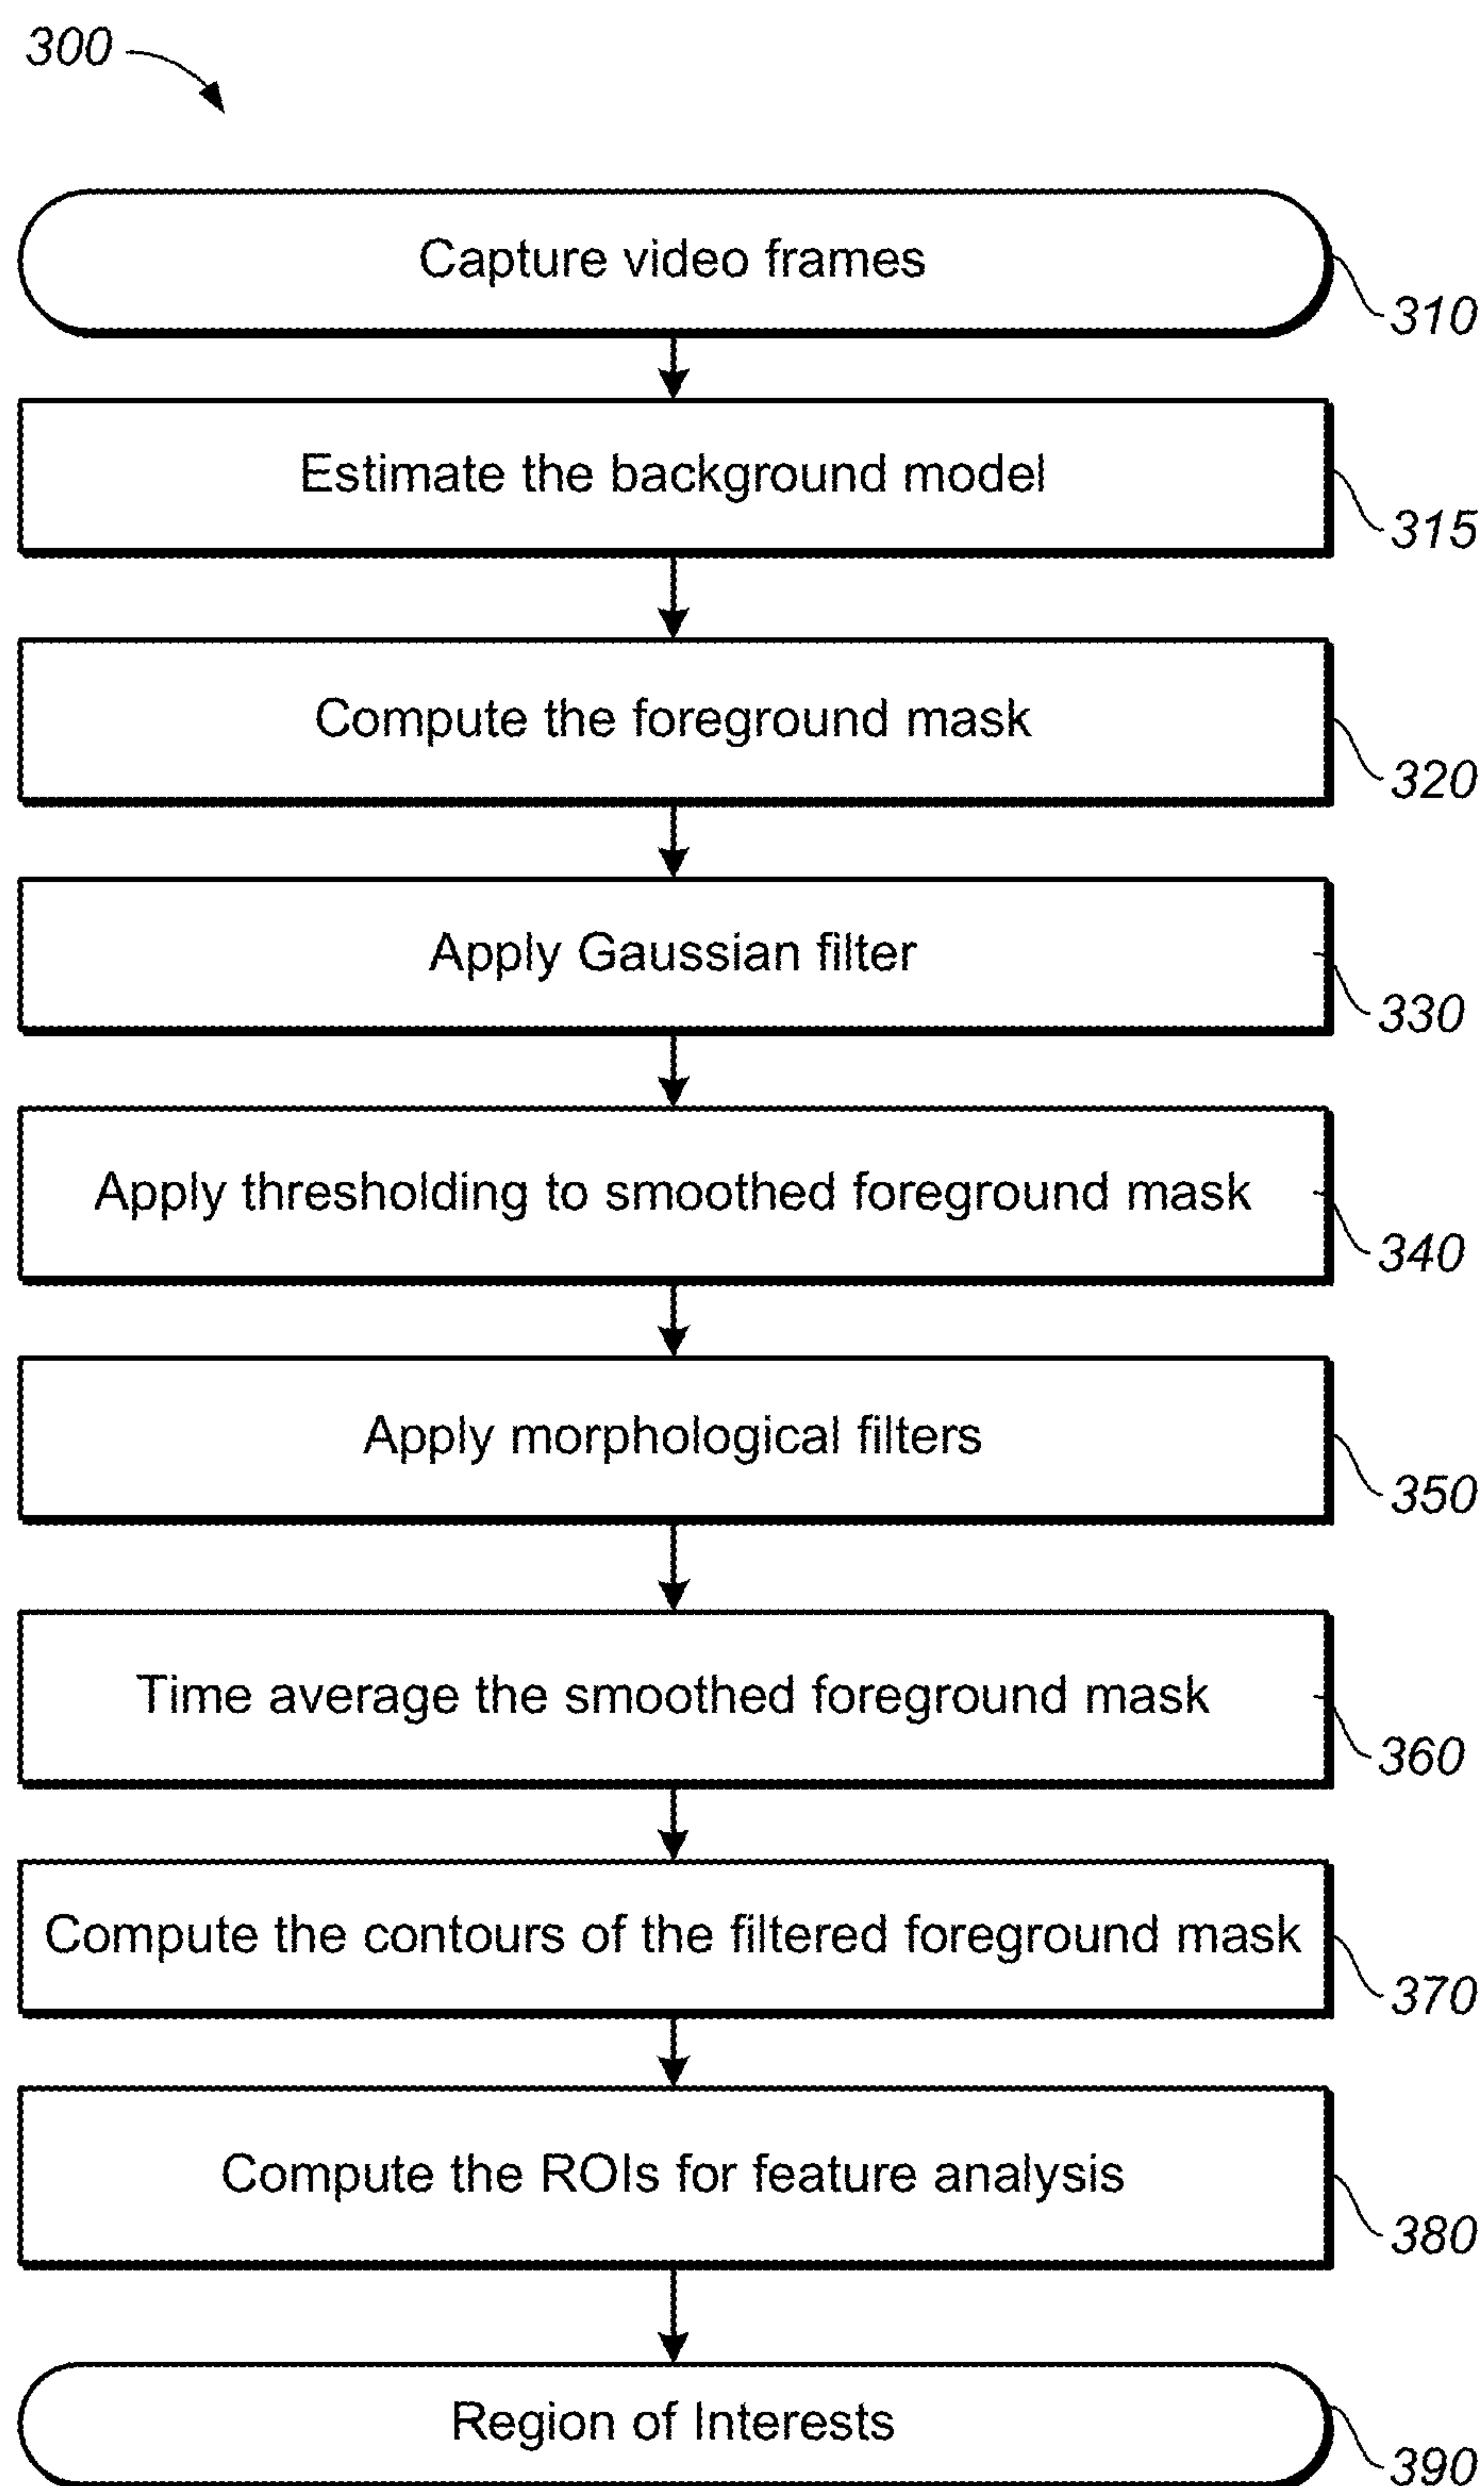 300
Capture video frames
310
Estimate the background model
315
Compute the foreground mask
320
Apply Gaussian filter
330
Apply thresholding to smoothed foreground mask
340
Apply morphological filters
350
Time average the smoothed foreground mask
360
Compute the contours of the filtered foreground mask
370
Compute the ROIs for feature analysis
380
Region of Interests
390